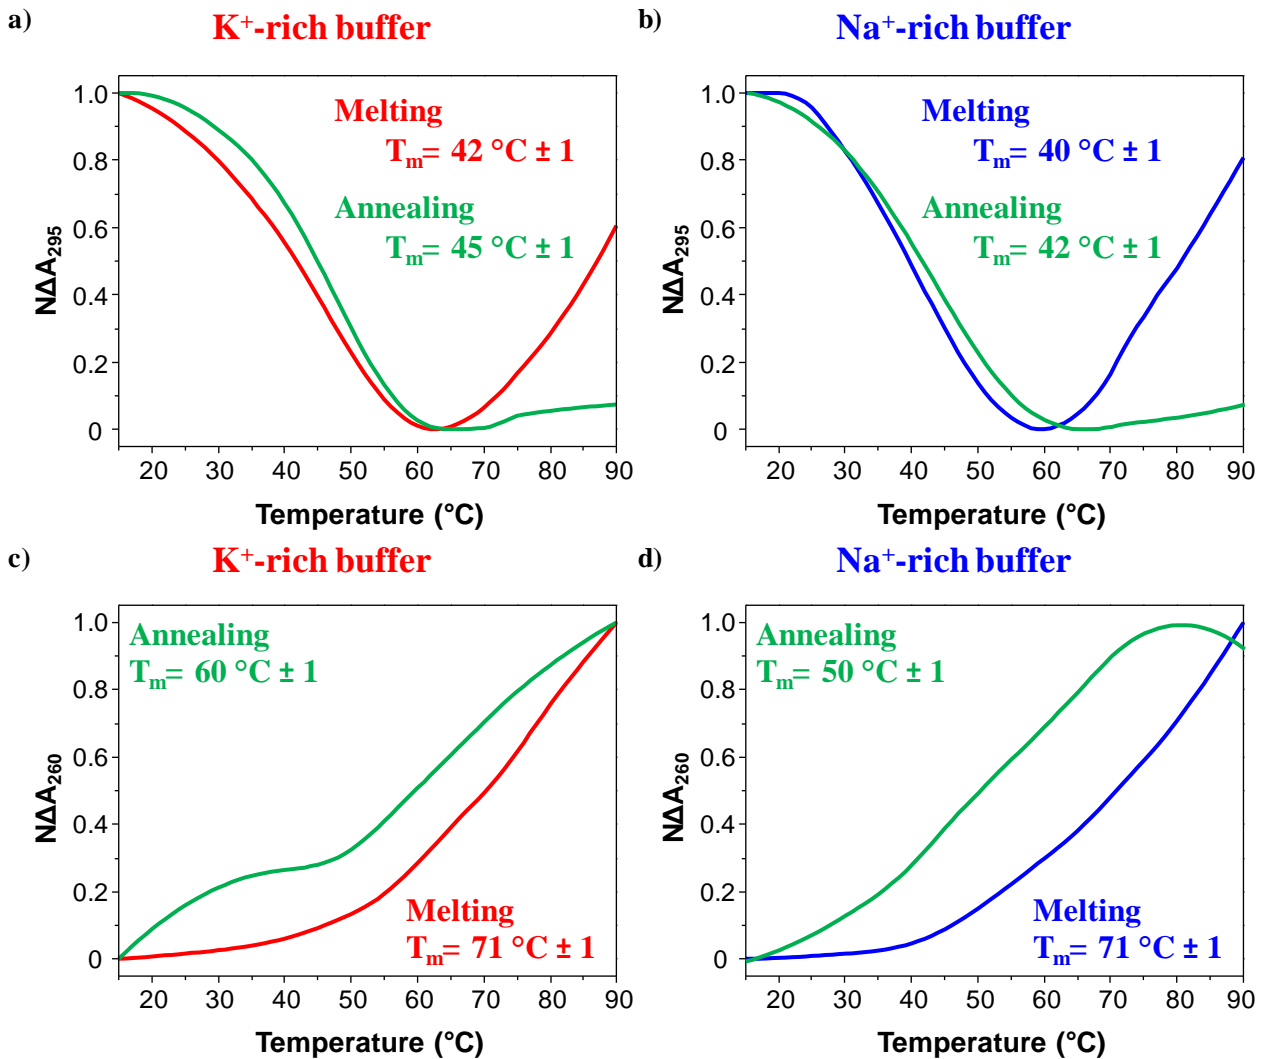 a)
K⁺-rich buffer
1.0
0.8
0.6
0.4
0.2
0
NΔA₂₉₅
Melting
Tₘ= 42 °C ± 1
Annealing
Tₘ= 45 °C ± 1
20 30 40 50 60 70 80 90
Temperature (°C)
b)
Na⁺-rich buffer
1.0
0.8
0.6
0.4
0.2
0
NΔA₂₉₅
Melting
Tₘ= 40 °C ± 1
Annealing
Tₘ= 42 °C ± 1
20 30 40 50 60 70 80 90
Temperature (°C)
c)
K⁺-rich buffer
1.0
0.8
0.6
0.4
0.2
0
NΔA₂₆₀
Annealing
Tₘ= 60 °C ± 1
Melting
Tₘ= 71 °C ± 1
20 30 40 50 60 70 80 90
Temperature (°C)
d)
Na⁺-rich buffer
1.0
0.8
0.6
0.4
0.2
0
NΔA₂₆₀
Annealing
Tₘ= 50 °C ± 1
Melting
Tₘ= 71 °C ± 1
20 30 40 50 60 70 80 90
Temperature (°C)